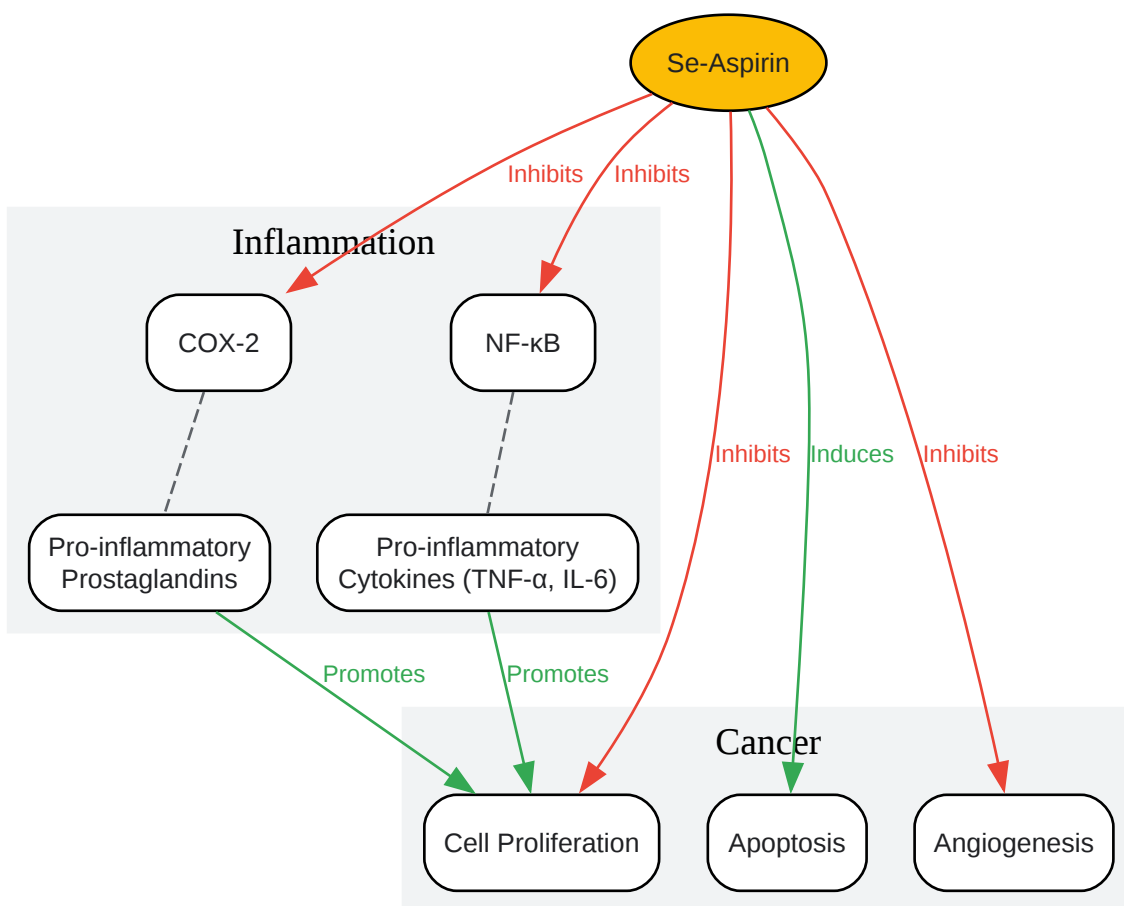 Se-Aspirin
Inhibits
Inhibits
Inflammation
COX-2
NF-κB
Inhibits
Induces
Inhibits
Pro-inflammatory
Prostaglandins
Pro-inflammatory
Cytokines (TNF-α, IL-6)
Promotes
Promotes
Cancer
Cell Proliferation
Apoptosis
Angiogenesis